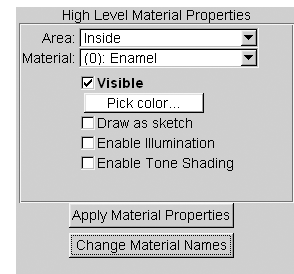 High Level Material Properties
Area: Inside
Material: (0): Enamel
Visible
Pick color...
Draw as sketch
Enable Illumination
Enable Tone Shading
Apply Material Properties
Change Material Names